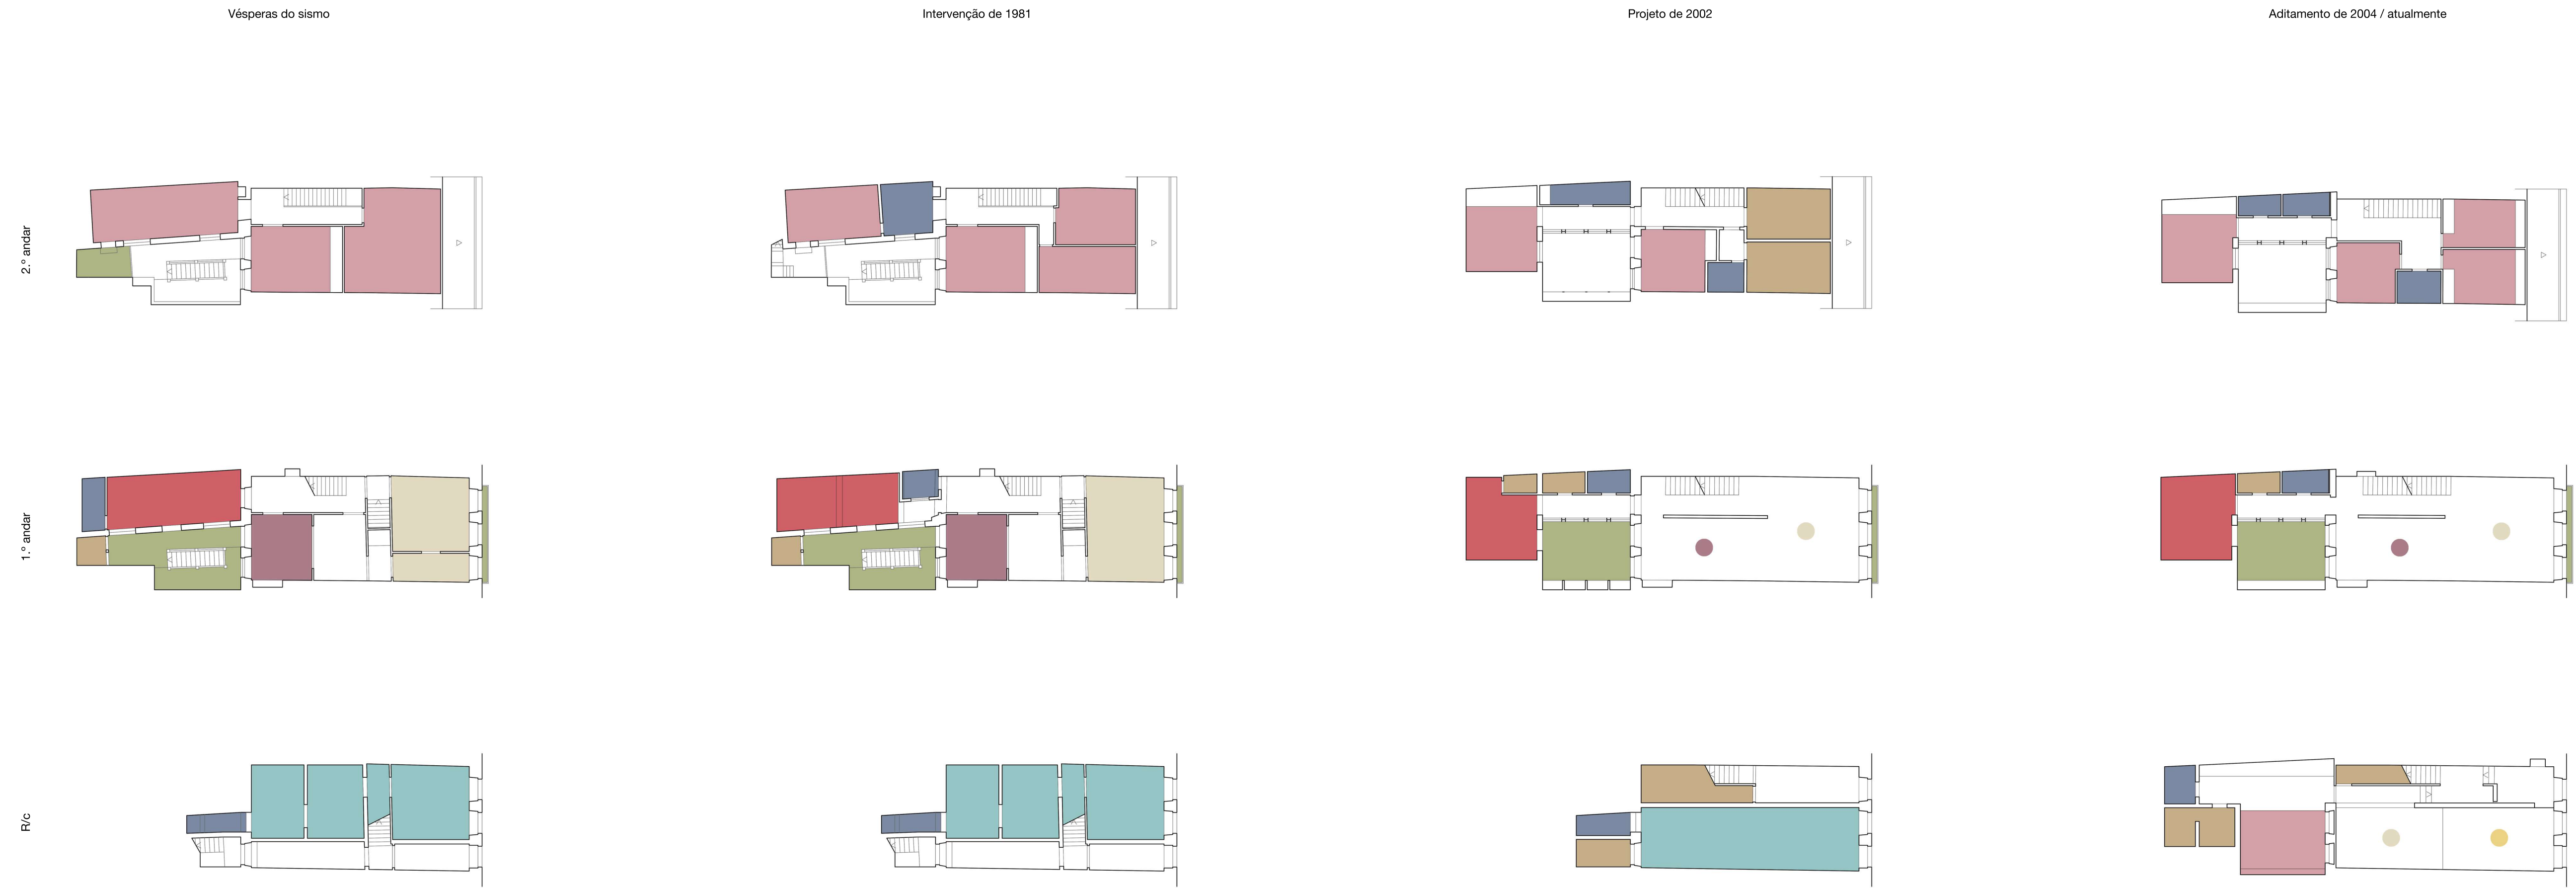 Vésperas do sismo
Intervenção de 1981
Projeto de 2002
Aditamento de 2004 / atualmente
2.º andar
1.º andar
R/c